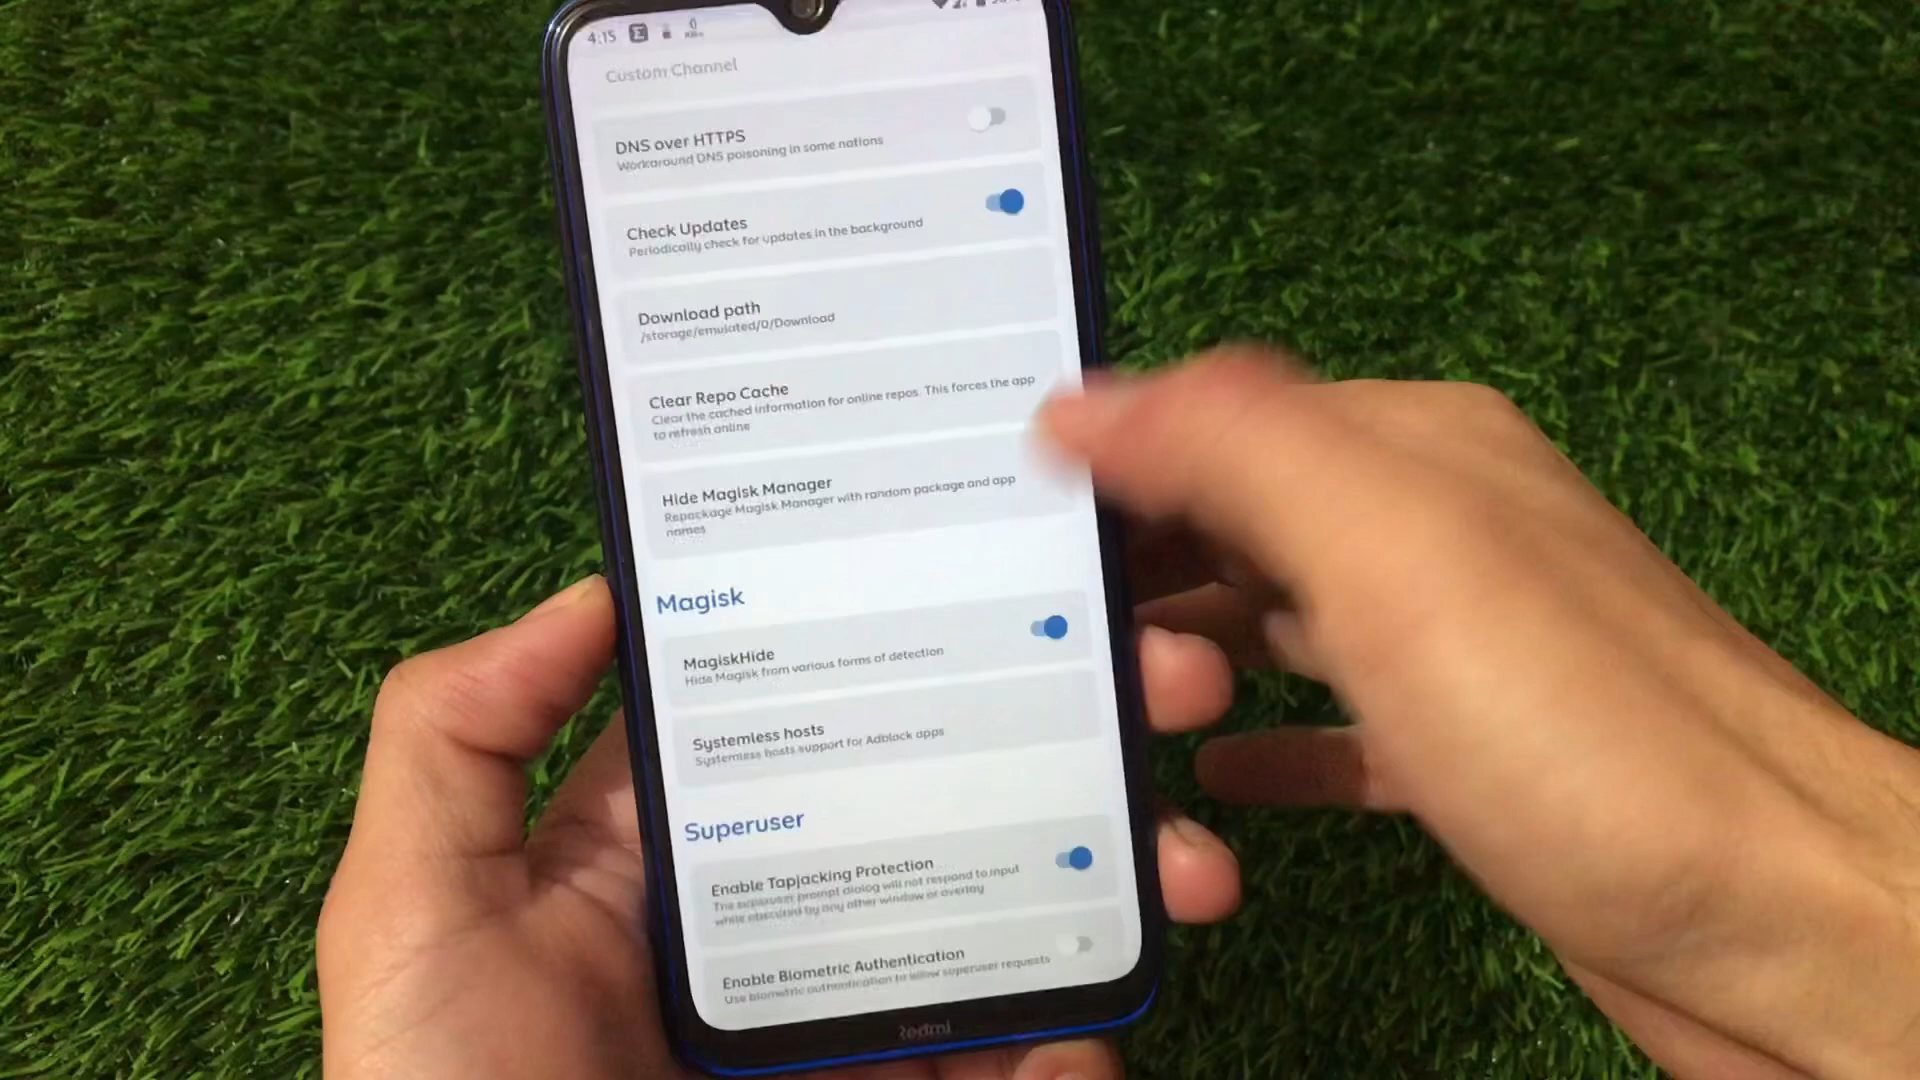 4:15
0
Custom Channel
DNS over HTTPS
Workaround DNS poisoning in some nations
Check Updates
Periodically check for updates in the background
Download path
/storage/emulated/0/Download
Clear Repo Cache
Clear the cached information for online repos. This forces the app
to refresh online
Hide Magisk Manager
Repackage Magisk Manager with random package and app
names
Magisk
MagiskHide
Hide Magisk from various forms of detection
Systemless hosts
Systemless hosts support for Adblock apps
Superuser
Enable Tapjacking Protection
The superuser prompt dialog will not respond to input
while obscured by any other window or overlay
Enable Biometric Authentication
Use biometric authentication to allow superuser requests
Redmi